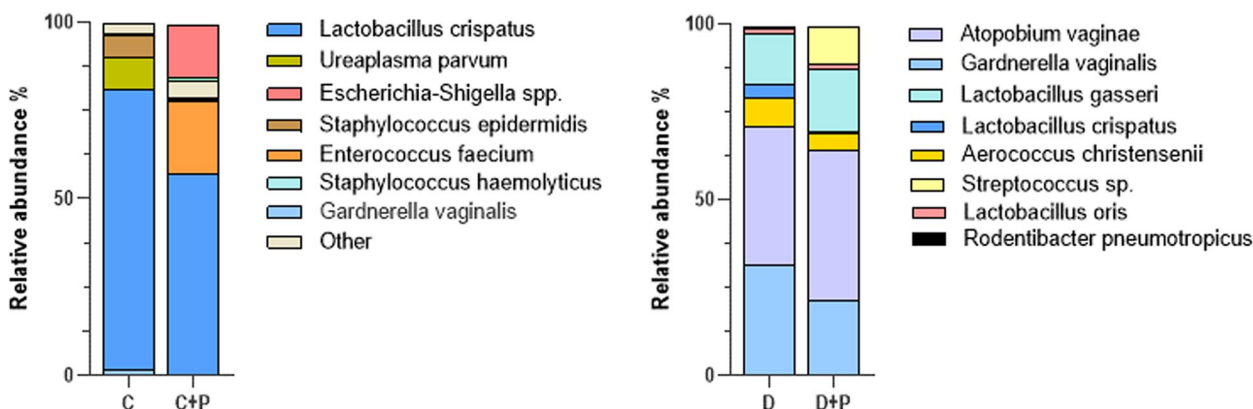 Relative abundance %
100
50
0
C
C+P
Lactobacillus crispatus
Ureaplasma parvum
Escherichia-Shigella spp.
Staphylococcus epidermidis
Enterococcus faecium
Staphylococcus haemolyticus
Gardnerella vaginalis
Other
Relative abundance %
100
50
0
D
D+P
Atopobium vaginae
Gardnerella vaginalis
Lactobacillus gasseri
Lactobacillus crispatus
Aerococcus christensenii
Streptococcus sp.
Lactobacillus oris
Rodentibacter pneumotropicus